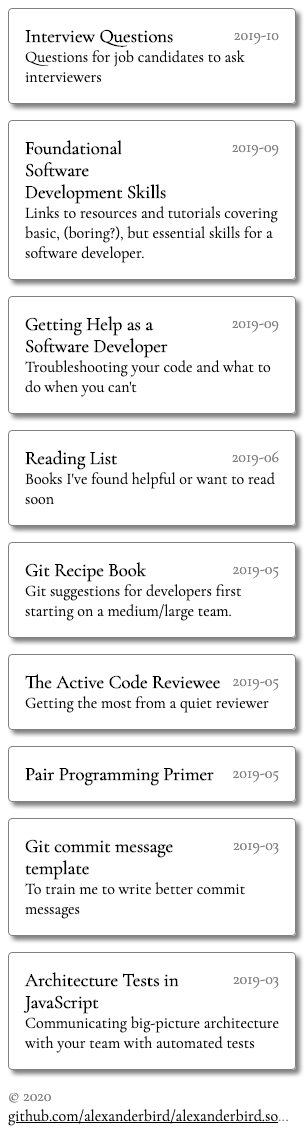 Interview Questions 2019-10
Questions for job candidates to ask
interviewers
Foundational 2019-09
Software
Development Skills
Links to resources and tutorials covering
basic, (boring?), but essential skills for a
software developer.
Getting Help as a 2019-09
Software Developer
Troubleshooting your code and what to
do when you can't
Reading List 2019-06
Books I've found helpful or want to read
soon
Git Recipe Book 2019-05
Git suggestions for developers first
starting on a medium/large team.
The Active Code Reviewee 2019-05
Getting the most from a quiet reviewer
Pair Programming Primer 2019-05
Git commit message 2019-03
template
To train me to write better commit
messages
Architecture Tests in 2019-03
JavaScript
Communicating big-picture architecture
with your team with automated tests
© 2020
github.com/alexanderbird/alexanderbird.so...